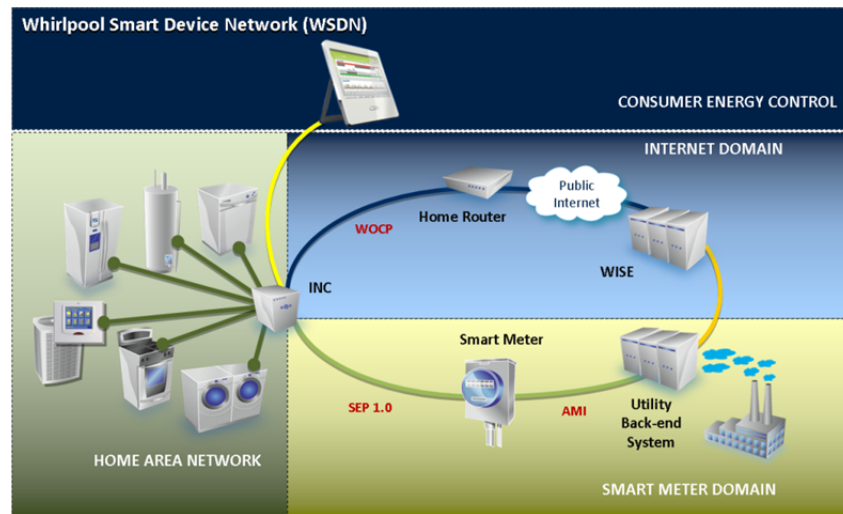 Whirlpool Smart Device Network (WSDN)
CONSUMER ENERGY CONTROL
INTERNET DOMAIN
Public
Internet
Home Router
WOCP
WISE
INC
Smart Meter
SEP 1.0
AMI
Utility
Back-end
System
HOME AREA NETWORK
SMART METER DOMAIN